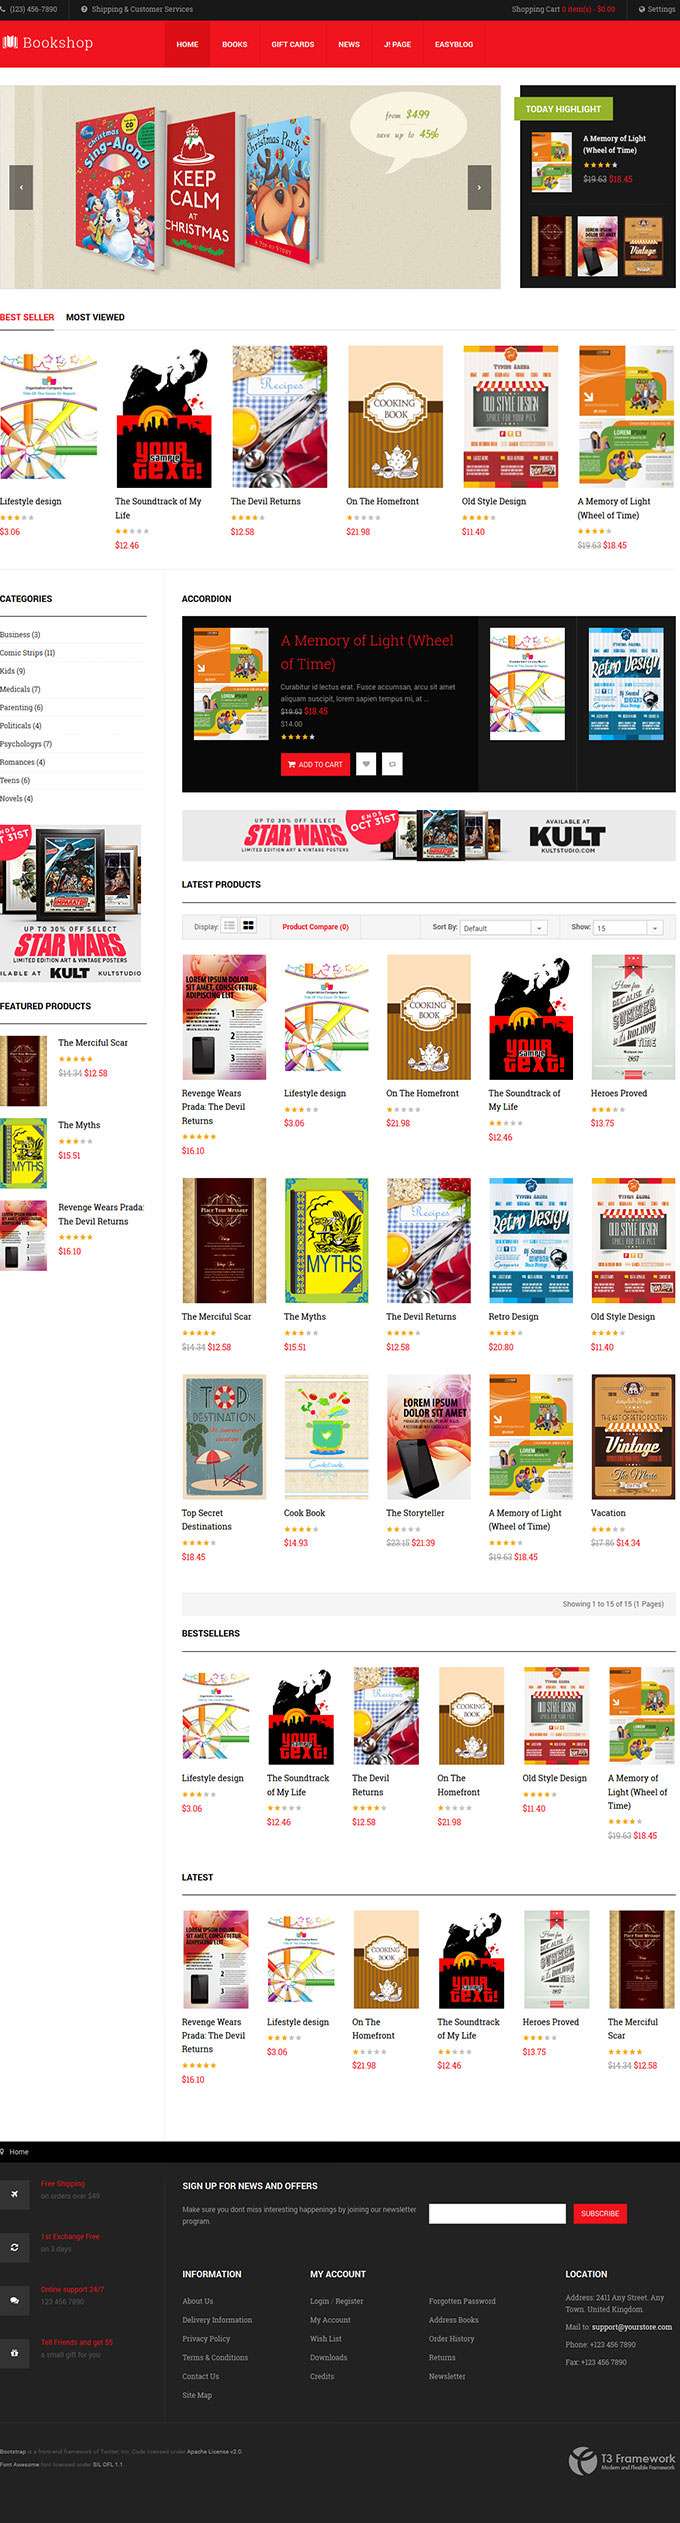 (123) 456-7890 Shipping & Customer Services Shopping Cart 0 item(s) - $0.00 Settings
Bookshop HOME BOOKS GIFT CARDS NEWS J! PAGE EASYBLOG
from $4.99
save up to 45%
CHRISTMAS
Sing-Along
KEEP
CALM
AT
CHRISTMAS
Christmas Party
TODAY HIGHLIGHT
A Memory of Light
(Wheel of Time)
$19.63 $18.45
BEST SELLER MOST VIEWED
Lifestyle design
$3.06
The Soundtrack of My
Life
$12.46
The Devil Returns
$12.58
On The Homefront
$21.98
Old Style Design
$11.40
A Memory of Light
(Wheel of Time)
$19.63 $18.45
CATEGORIES
Business (3)
Comic Strips (11)
Kids (9)
Medicals (7)
Parenting (6)
Politicals (4)
Psychologys (7)
Romances (4)
Teens (6)
Novels (4)
UP TO 30% OFF SELECT
STAR WARS
LIMITED EDITION ART & VINTAGE POSTERS
ILABLE AT KULT KULTSTUDIO
FEATURED PRODUCTS
The Merciful Scar
$14.34 $12.58
The Myths
$15.51
Revenge Wears Prada:
The Devil Returns
$16.10
ACCORDION
A Memory of Light (Wheel
of Time)
Curabitur id lectus erat. Fusce accumsan, arcu sit amet
aliquam suscipit, lorem sapien tempus mi, at ...
$19.63 $18.45
$14.00
ADD TO CART
UP TO 30% OFF SELECT
STAR WARS
LIMITED EDITION ART & VINTAGE POSTERS
ENDS
OCT 31ST
AVAILABLE AT
KULT
KULTSTUDIO.COM
LATEST PRODUCTS
Display: Product Compare (0) Sort By: Default Show: 15
Revenge Wears
Prada: The Devil
Returns
$16.10
Lifestyle design
$3.06
On The Homefront
$21.98
The Soundtrack of
My Life
$12.46
Heroes Proved
$13.75
The Merciful Scar
$14.34 $12.58
The Myths
$15.51
The Devil Returns
$12.58
Retro Design
$20.80
Old Style Design
$11.40
Top Secret
Destinations
$18.45
Cook Book
$14.93
The Storyteller
$23.15 $21.39
A Memory of Light
(Wheel of Time)
$19.63 $18.45
Vacation
$17.86 $14.34
Showing 1 to 15 of 15 (1 Pages)
BESTSELLERS
Lifestyle design
$3.06
The Soundtrack
of My Life
$12.46
The Devil
Returns
$12.58
On The
Homefront
$21.98
Old Style Design
$11.40
A Memory of
Light (Wheel of
Time)
$19.63 $18.45
LATEST
Revenge Wears
Prada: The Devil
Returns
$16.10
Lifestyle design
$3.06
On The
Homefront
$21.98
The Soundtrack
of My Life
$12.46
Heroes Proved
$13.75
The Merciful
Scar
$14.34 $12.58
Home
Free Shipping
on orders over $49
1st Exchange Free
on 3 days
Online support 24/7
123 456 7890
Tell Friends and get $5
a small gift for you
SIGN UP FOR NEWS AND OFFERS
Make sure you dont miss interesting happenings by joining our newsletter
program.
SUBSCRIBE
INFORMATION
About Us
Delivery Information
Privacy Policy
Terms & Conditions
Contact Us
Site Map
MY ACCOUNT
Login / Register
My Account
Wish List
Downloads
Credits
Forgotten Password
Address Books
Order History
Returns
Newsletter
LOCATION
Address: 2411 Any Street, Any
Town, United Kingdom.
Mail to: support@yourstore.com
Phone: +123 456 7890
Fax: +123 456 7890
Bootstrap is a front-end framework of Twitter, Inc. Code licensed under Apache License v2.0.
Font Awesome font licensed under SIL OFL 1.1.
T3 Framework
Modern and Flexible Framework